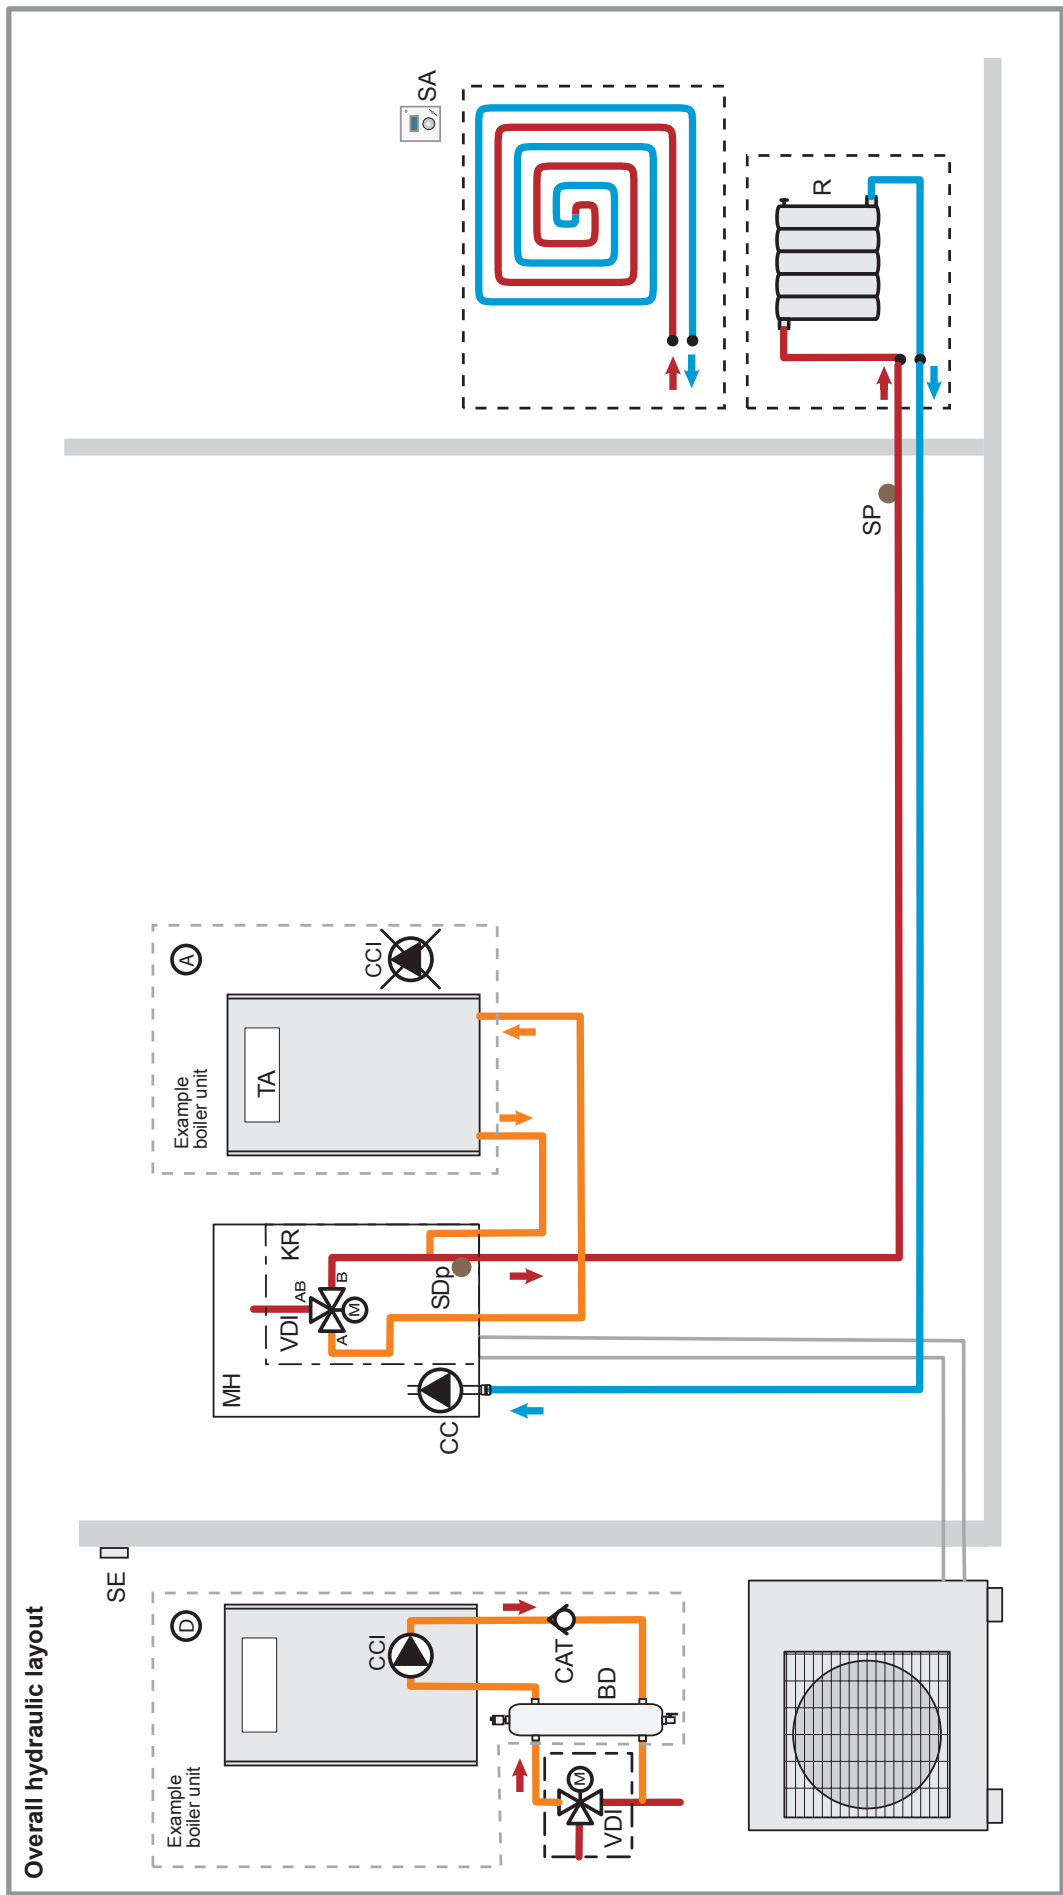 Overall hydraulic layout
Example
boiler unit
D
CCI
CAT
BD
M
VDI
SE
MH
CC
VDI
AB
A
B
M
KR
SDp
Example
boiler unit
A
TA
CCI
SP
SA
R